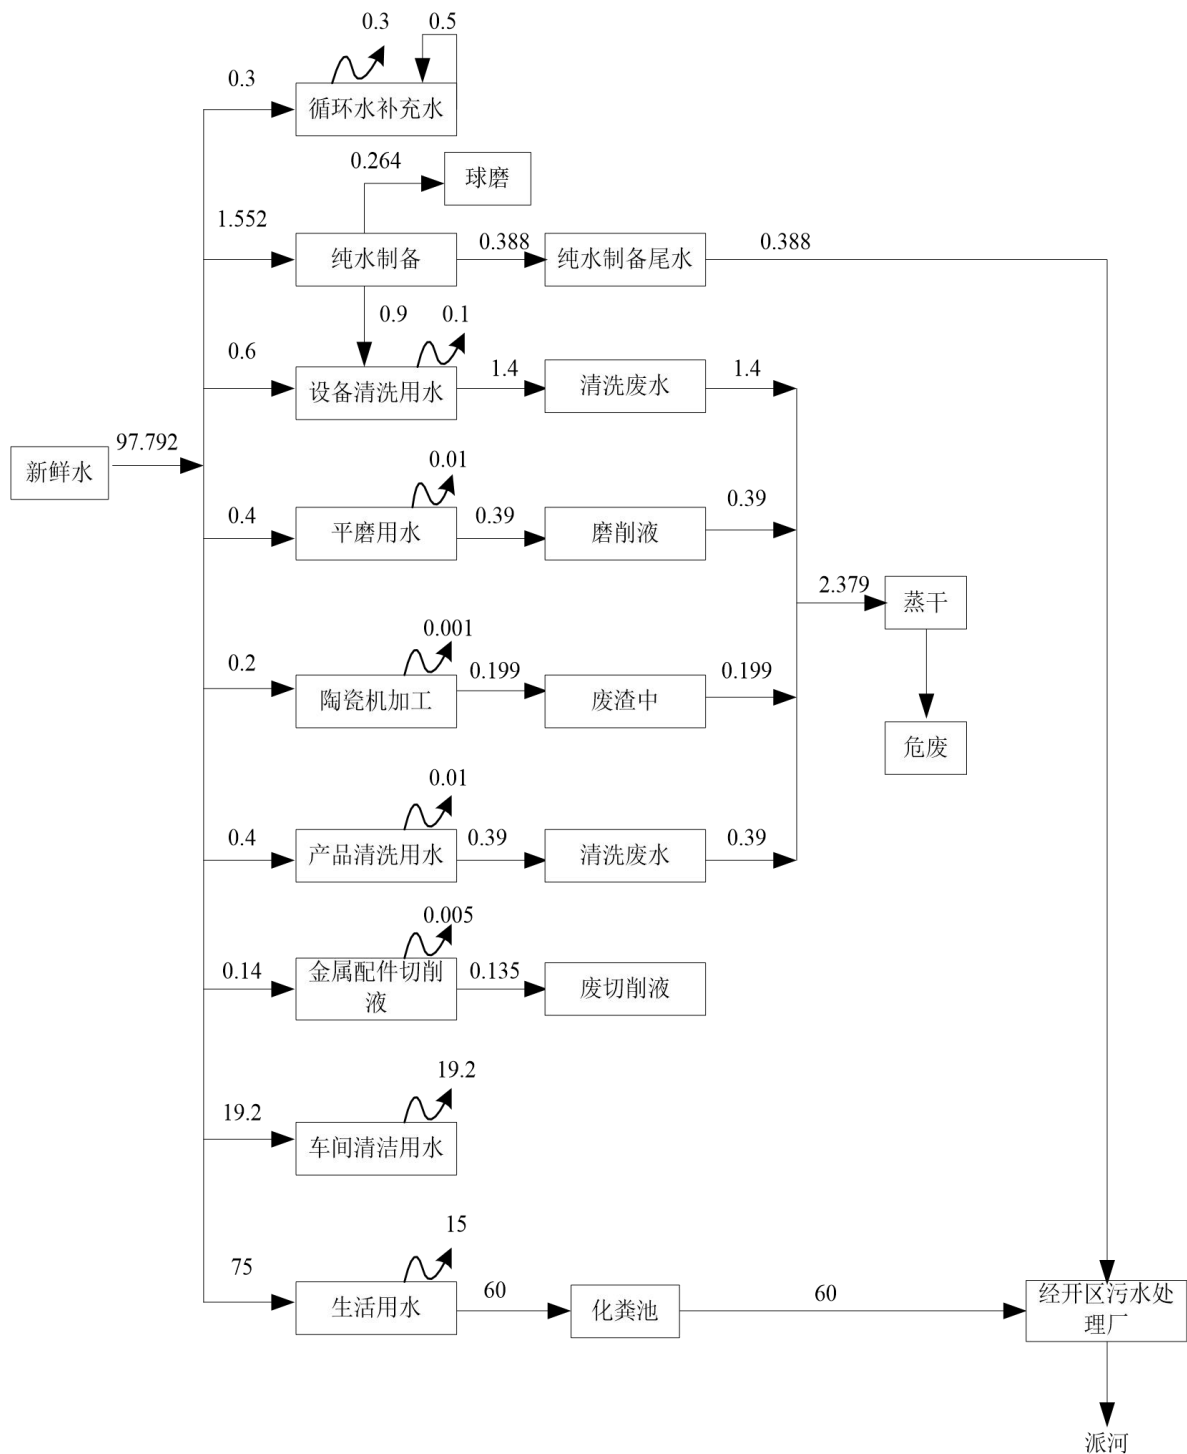 0.3
0.5
0.3
循环水补充水
0.264
球磨
1.552
纯水制备
0.388
纯水制备尾水
0.388
0.9
0.1
0.6
设备清洗用水
1.4
清洗废水
1.4
97.792
新鲜水
0.01
0.4
平磨用水
0.39
磨削液
0.39
2.379
蒸干
0.001
0.2
陶瓷机加工
0.199
废渣中
0.199
危废
0.01
0.4
产品清洗用水
0.39
清洗废水
0.39
0.005
0.14
金属配件切削
液
0.135
废切削液
19.2
19.2
车间清洁用水
15
75
生活用水
60
化粪池
60
经开区污水处
理厂
派河